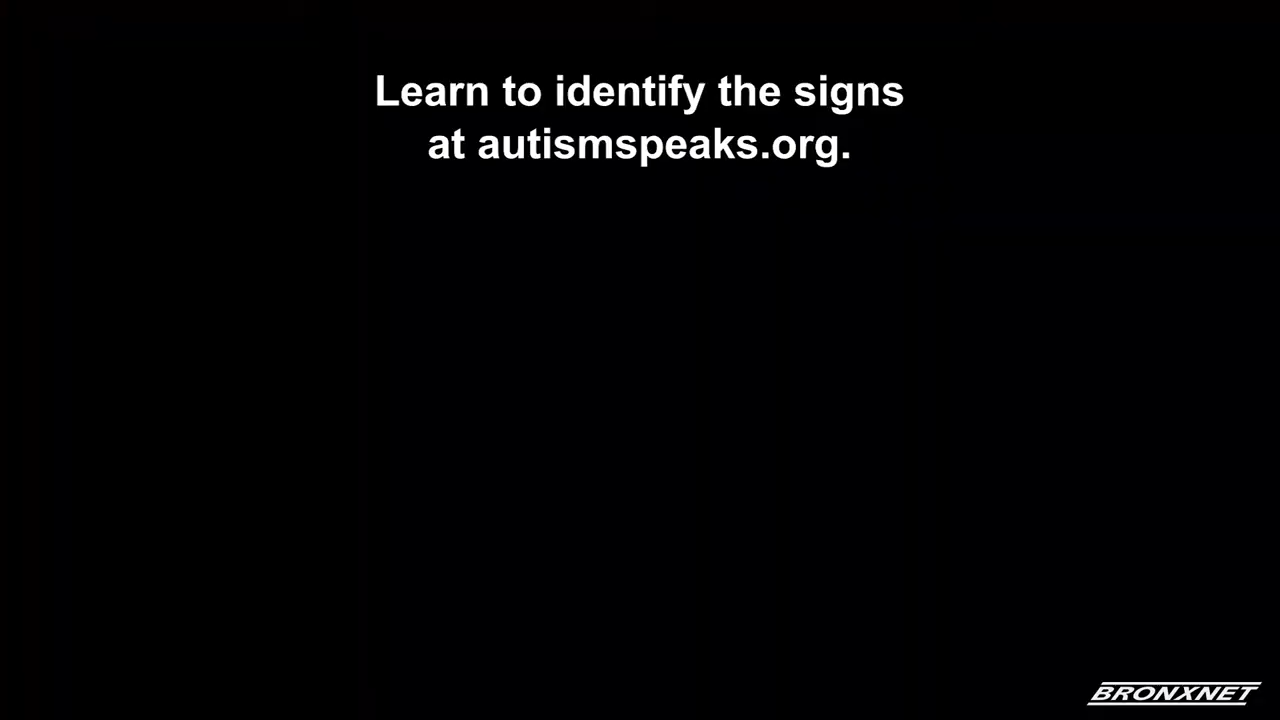 Learn to identify the signs
at autismspeaks.org.
BRONXNET